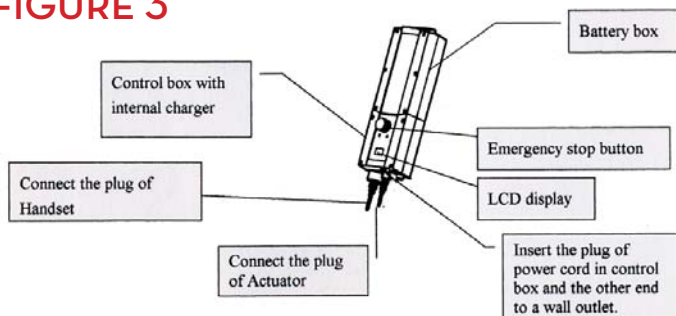 FIGURE 3
Battery box
Control box with
internal charger
Emergency stop button
Connect the plug of
Handset
LCD display
Connect the plug
of Actuator
Insert the plug of
power cord in control
box and the other end
to a wall outlet.